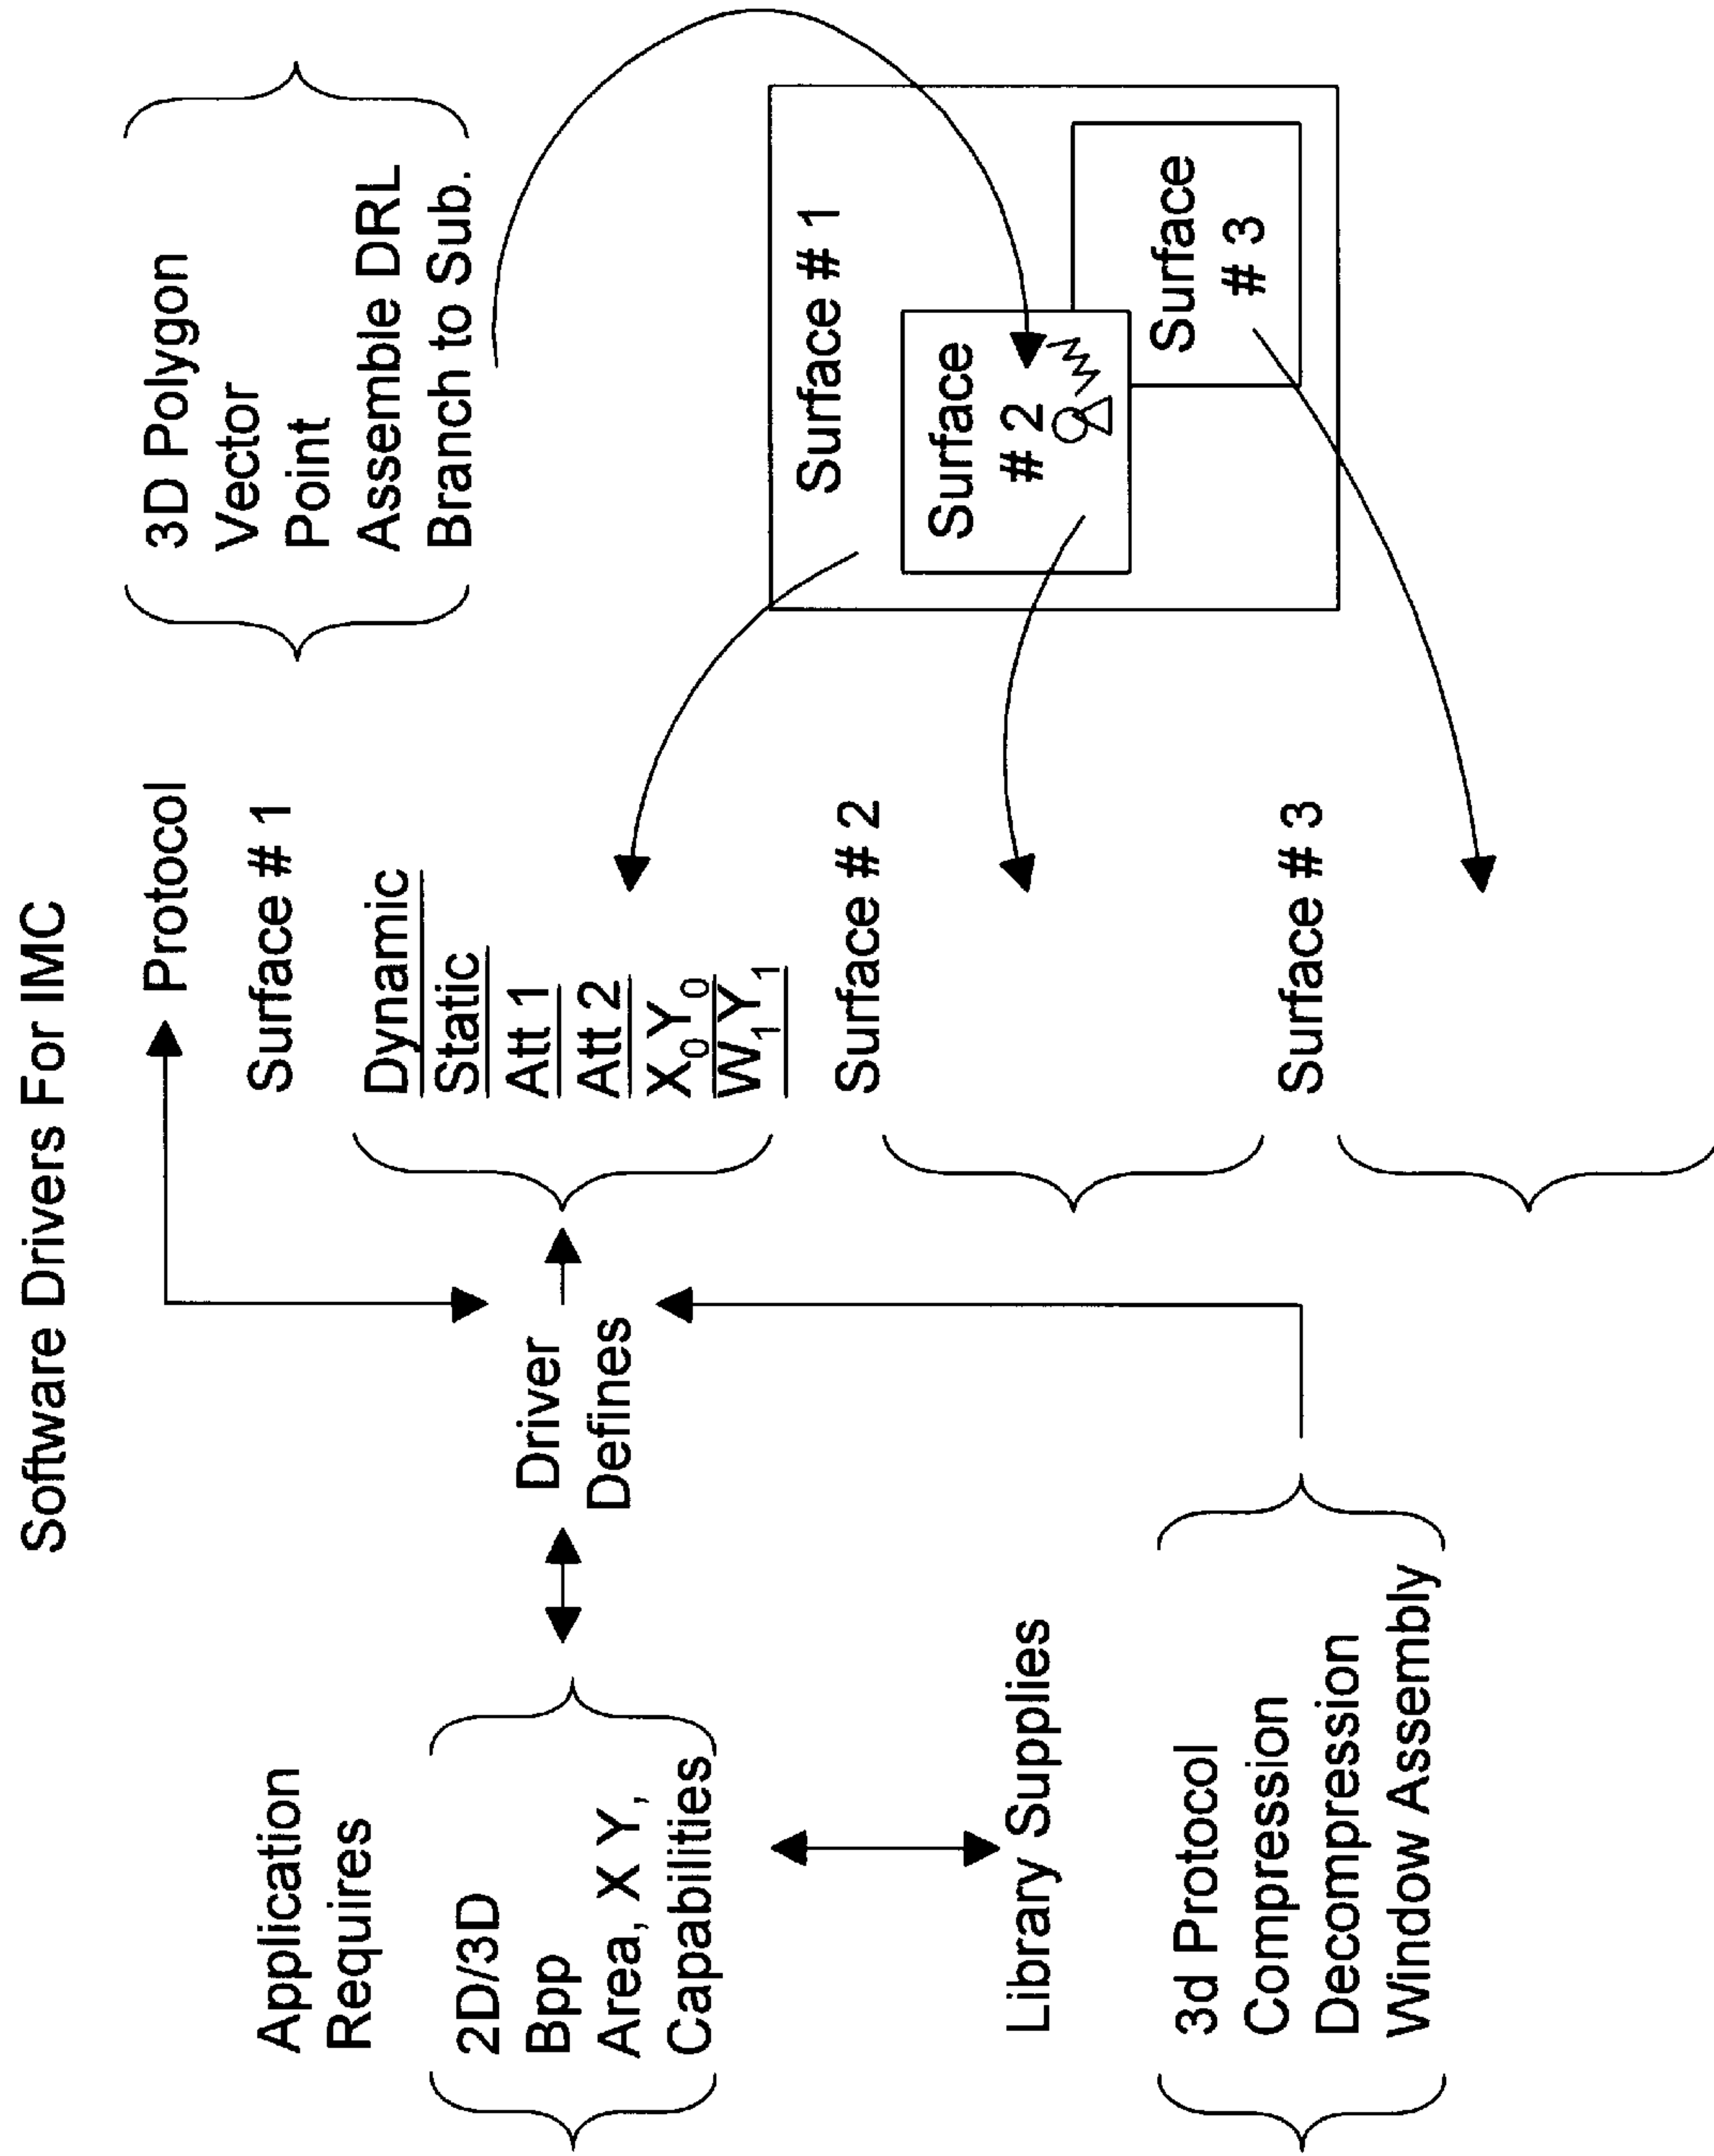 Software Drivers For IMC
Application
Requires
2D/3D
Bpp
Area, X Y,
Capabilities
Library Supplies
3d Protocol
Compression
Decompression
Window Assembly
Driver
Defines
Protocol
Surface # 1
Dynamic
Static
Att 1
Att 2
X₀Y₀
W₁Y₁
Surface # 2
Surface # 3
3D Polygon
Vector
Point
Assemble DRL
Branch to Sub.
Surface # 1
Surface
# 2
Surface
# 3